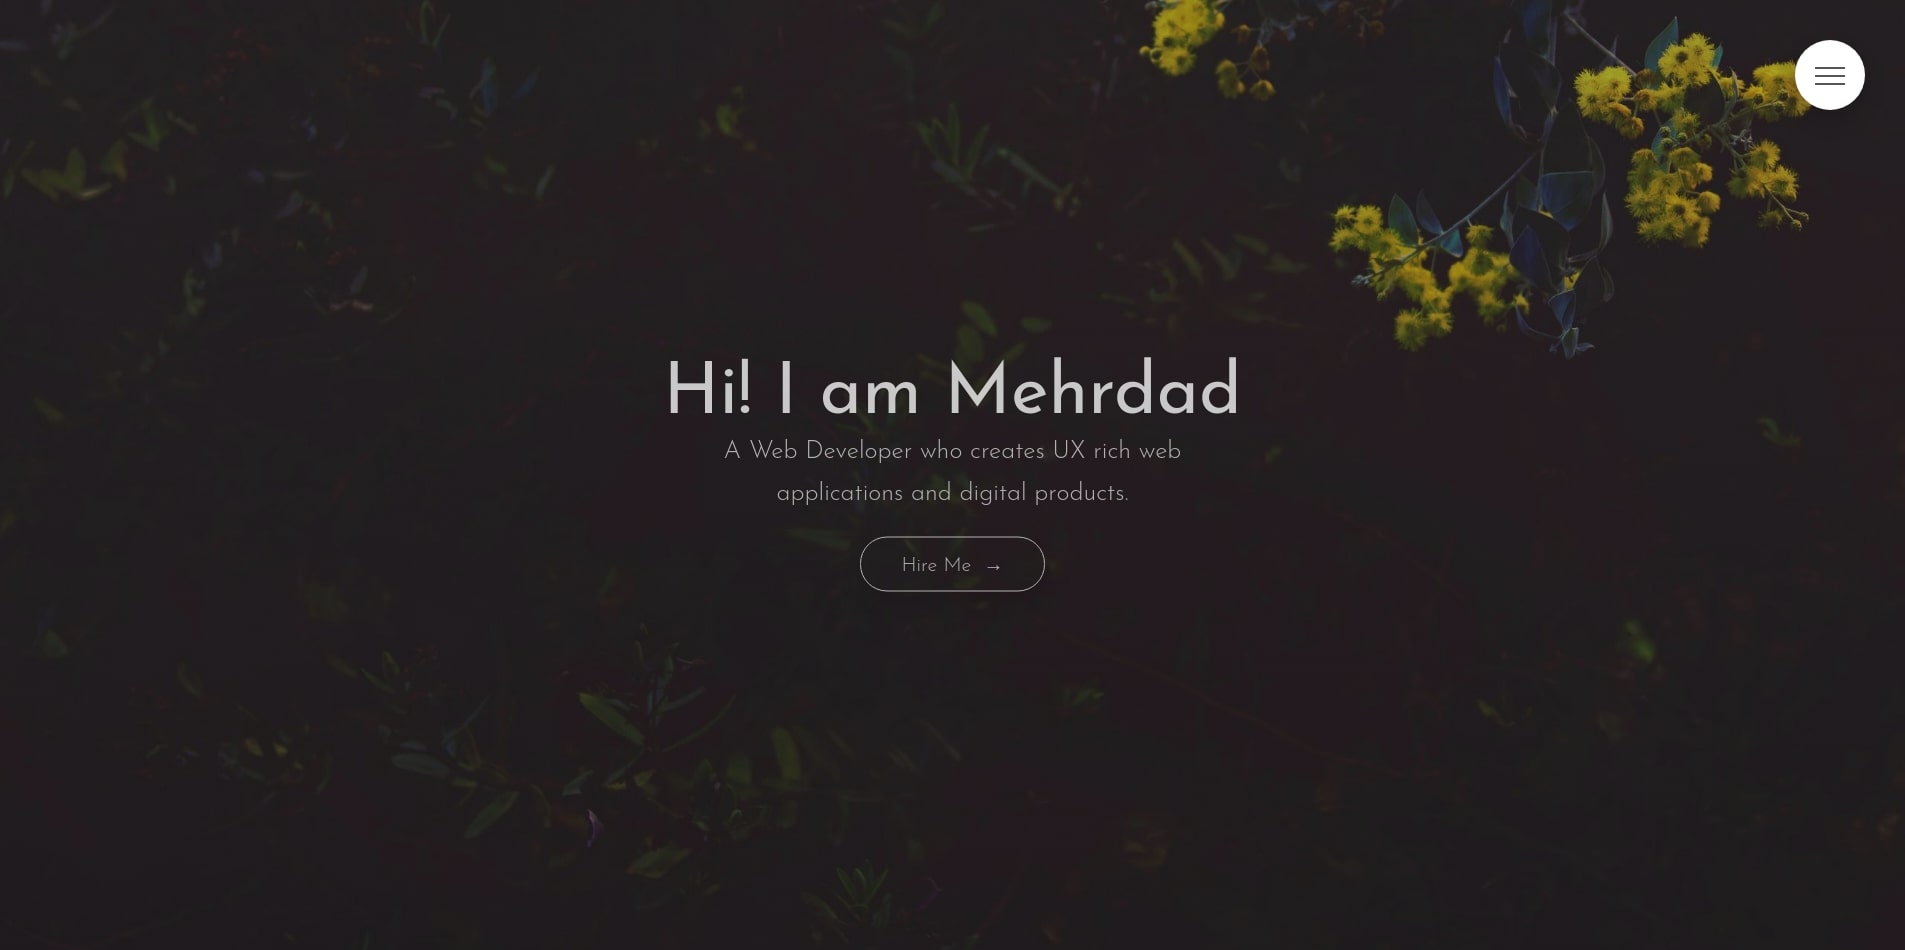 Hi! I am Mehrdad
A Web Developer who creates UX rich web
applications and digital products.
Hire Me →